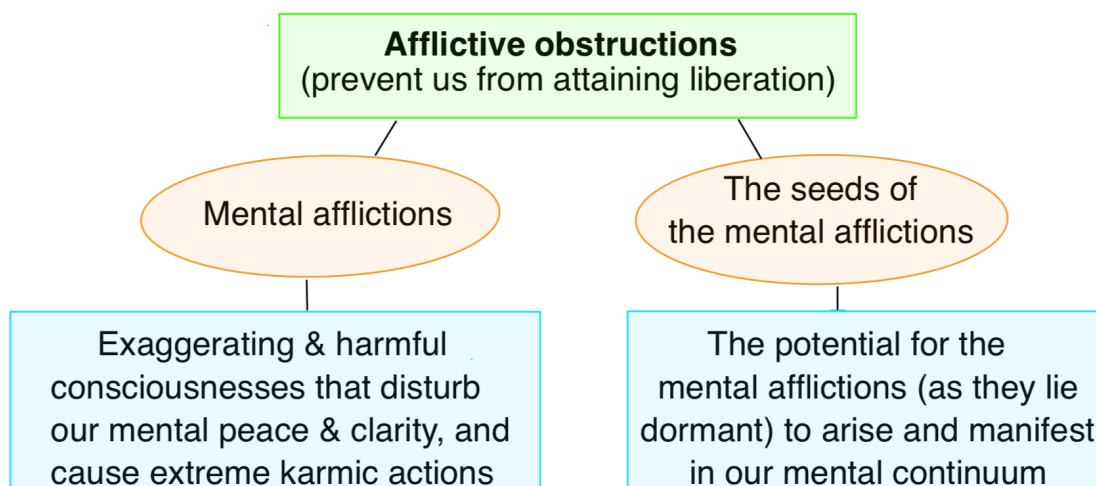 Afflictive obstructions
(prevent us from attaining liberation)
Mental afflictions
The seeds of
the mental afflictions
Exaggerating & harmful
consciousnesses that disturb
our mental peace & clarity, and
cause extreme karmic actions
The potential for the
mental afflictions (as they lie
dormant) to arise and manifest
in our mental continuum